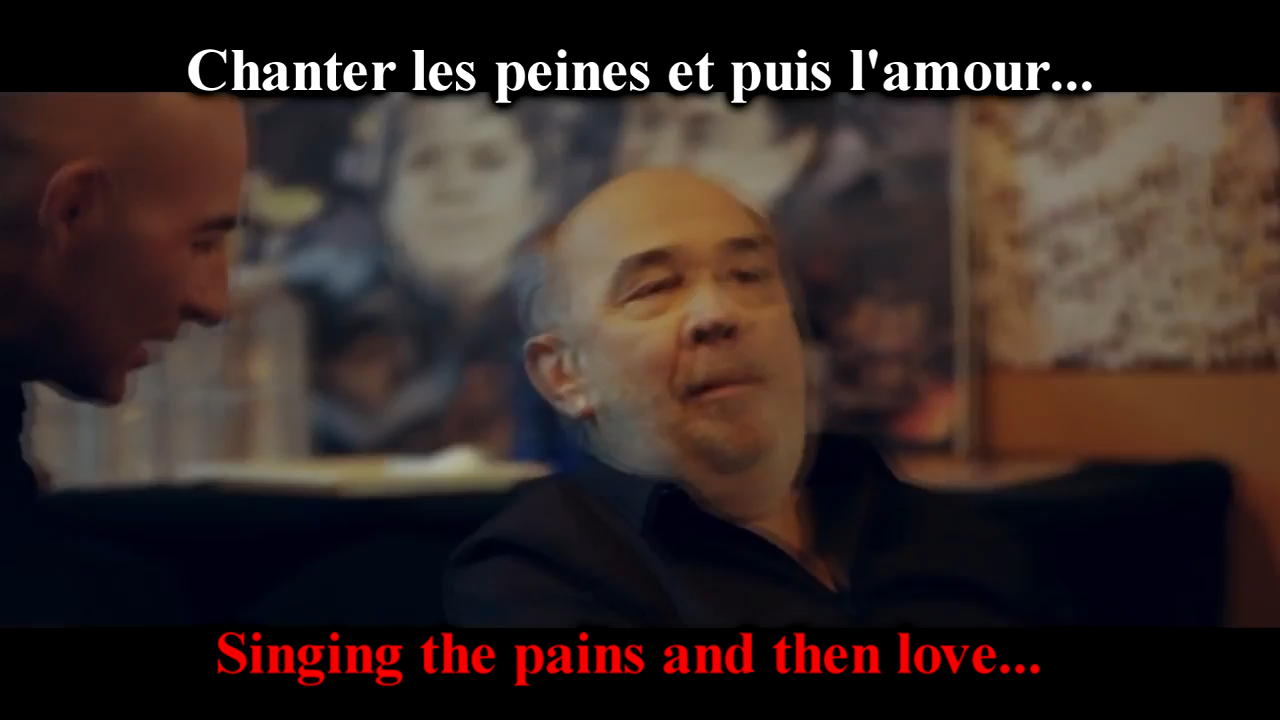 Chanter les peines et puis l'amour...
Singing the pains and then love...